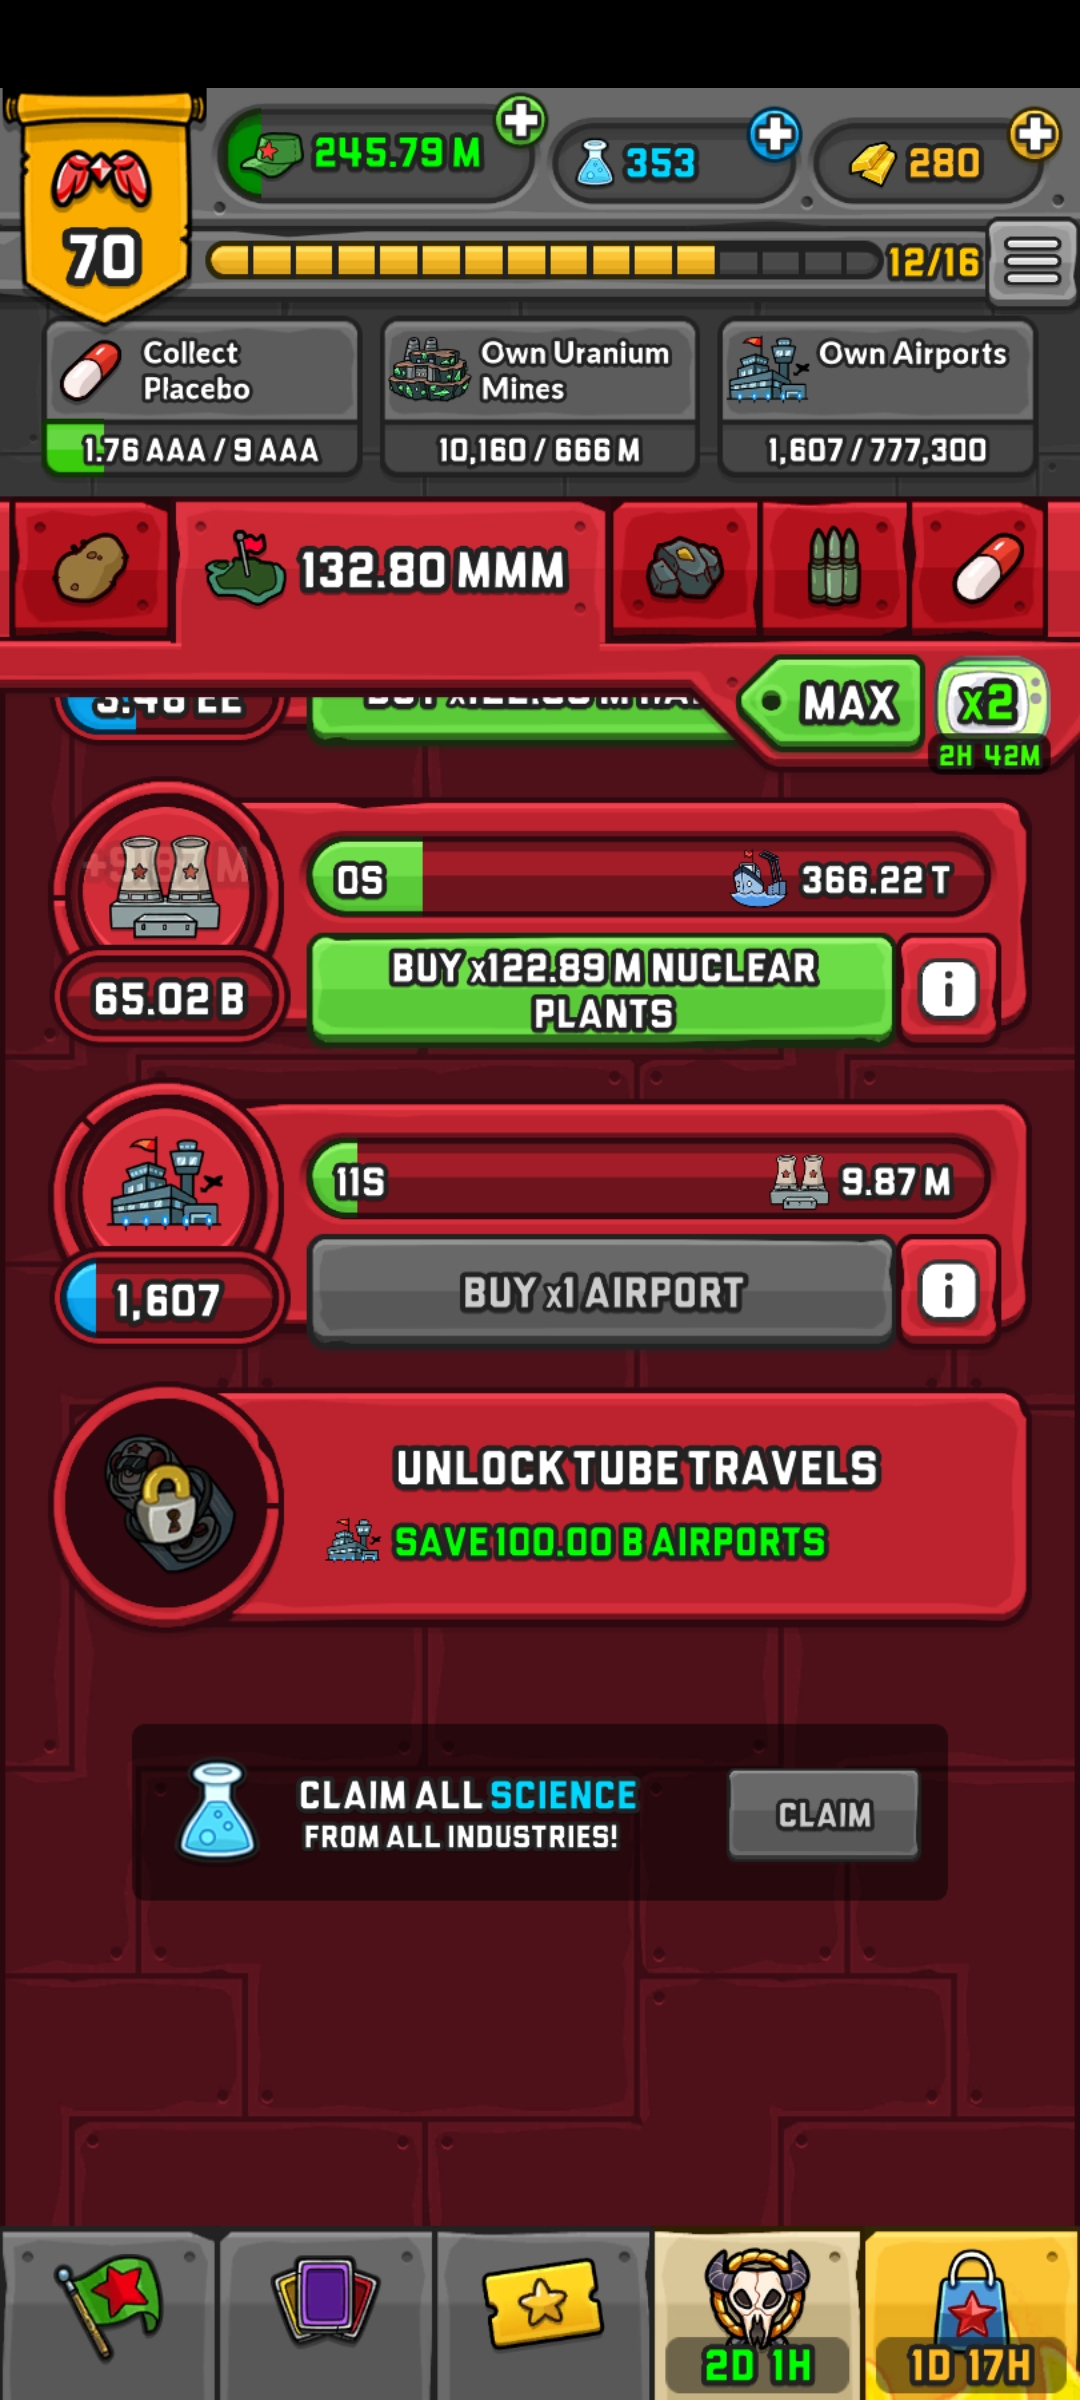 245.79 M
353
280
70
12/16
Collect
Placebo
Own Uranium
Mines
Own Airports
1.76 AAA / 9 AAA
10,160 / 666 M
1,607 / 777,300
132.80 MMM
MAX
x2
2H 42M
0S
366.22 T
65.02 B
BUY x122.89 M NUCLEAR
PLANTS
i
11S
9.87 M
1,607
BUY x1 AIRPORT
i
UNLOCK TUBE TRAVELS
SAVE 100.00 B AIRPORTS
CLAIM ALL SCIENCE
FROM ALL INDUSTRIES!
CLAIM
2D 1H
1D 17H